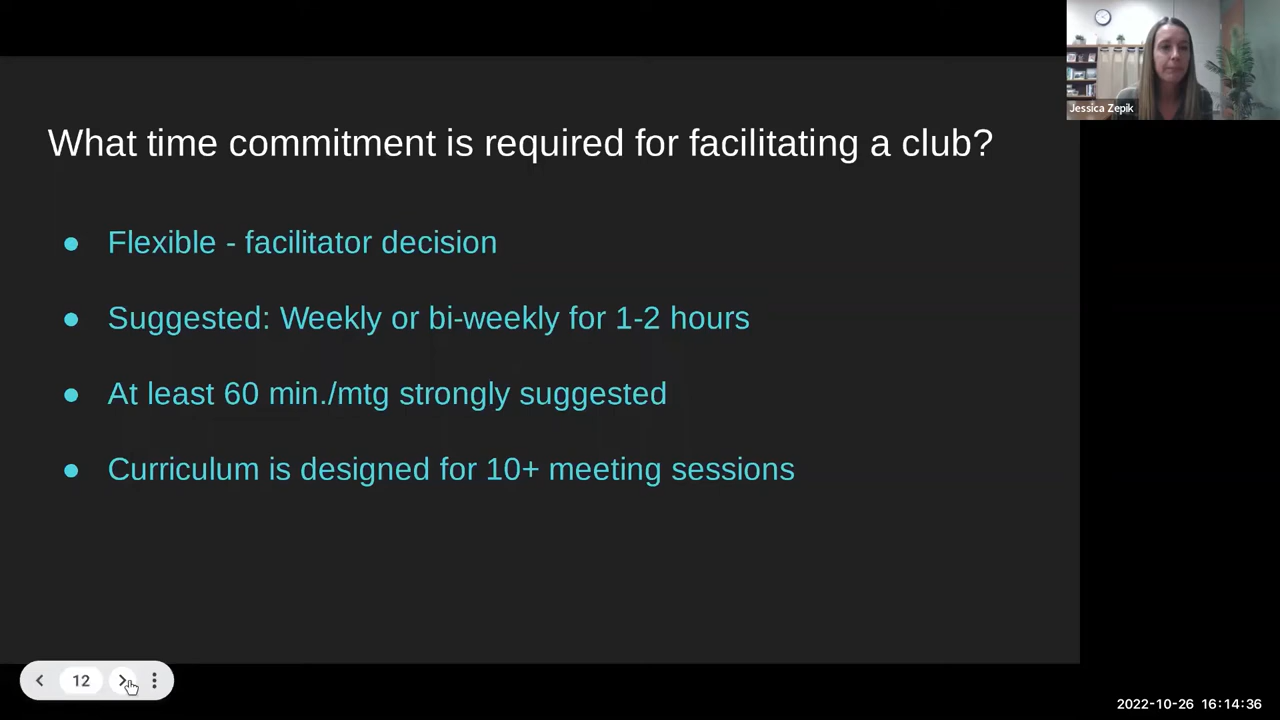 Jessica Zepik
What time commitment is required for facilitating a club?
● Flexible - facilitator decision
● Suggested: Weekly or bi-weekly for 1-2 hours
● At least 60 min./mtg strongly suggested
● Curriculum is designed for 10+ meeting sessions
12
2022-10-26 16:14:36